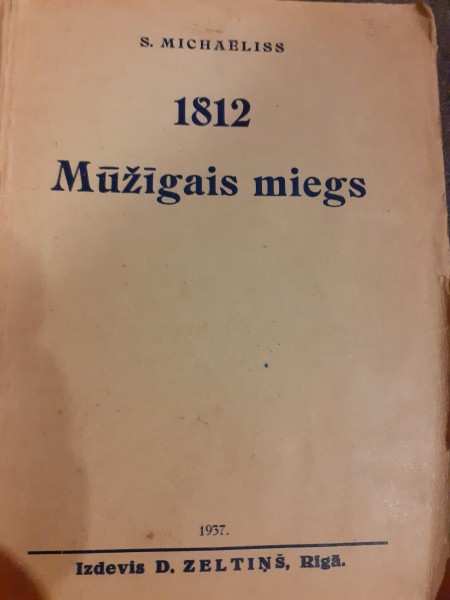 S. MICHAELISS
1812
Mūžīgais miegs
1937.
Izdevis D. ZELTIŅŠ, Rīgā.